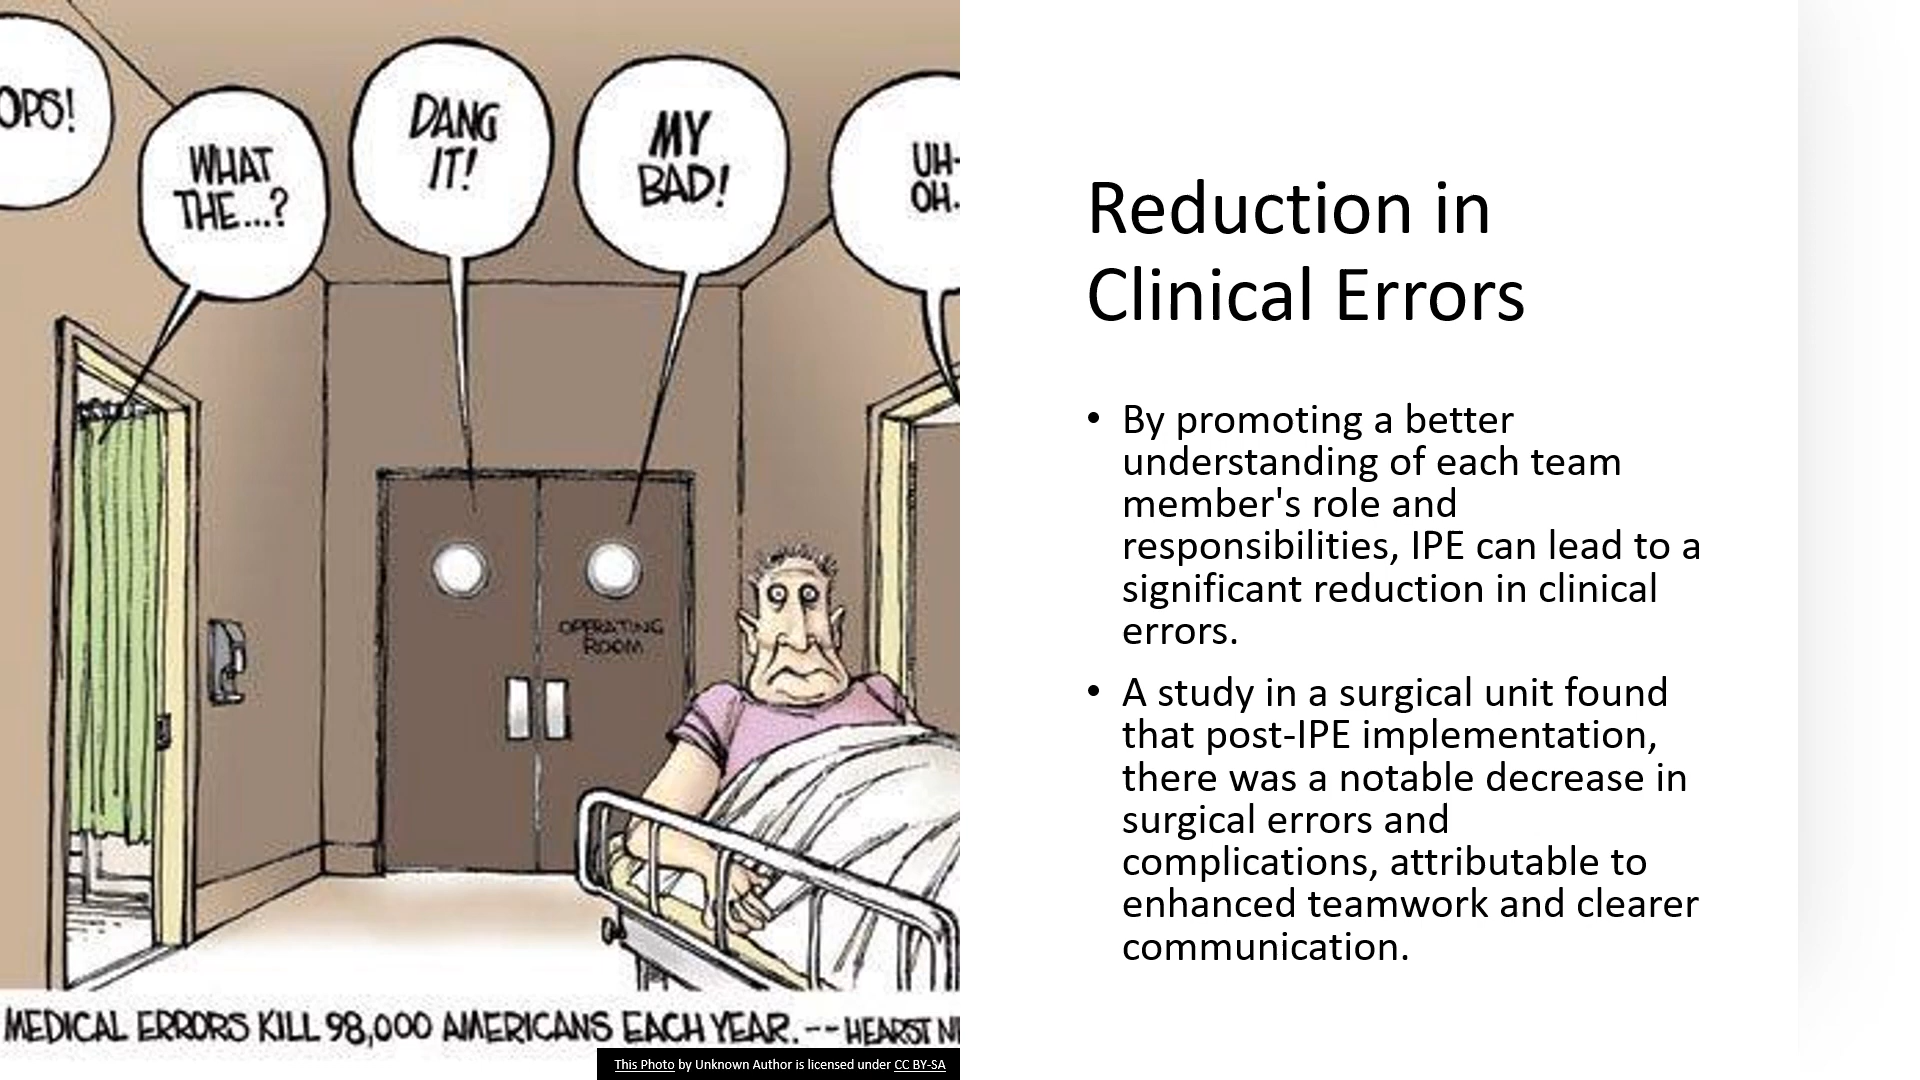 OPS!
WHAT
THE...?
DANG
IT!
MY
BAD!
UH-
OH.
OPERATING
ROOM
MEDICAL ERRORS KILL 98,000 AMERICANS EACH YEAR. -- HEARST
This Photo by Unknown Author is licensed under CC BY-SA
Reduction in
Clinical Errors
• By promoting a better
understanding of each team
member's role and
responsibilities, IPE can lead to a
significant reduction in clinical
errors.
• A study in a surgical unit found
that post-IPE implementation,
there was a notable decrease in
surgical errors and
complications, attributable to
enhanced teamwork and clearer
communication.